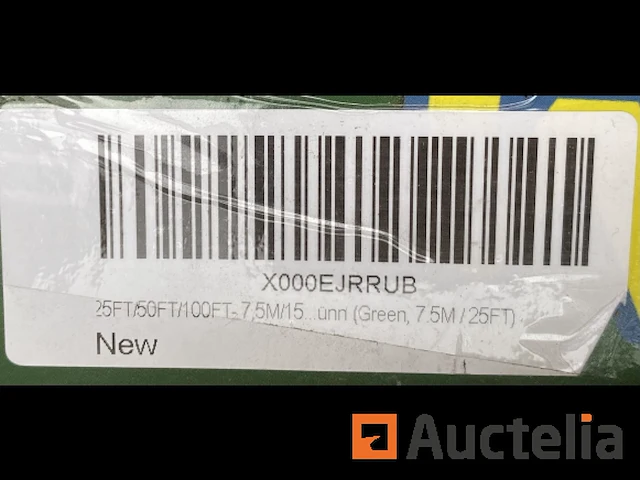 X000EJRRUB
25FT/50FT/100FT- 7,5M/15...ünn (Green, 7.5M / 25FT)
New
Auctelia